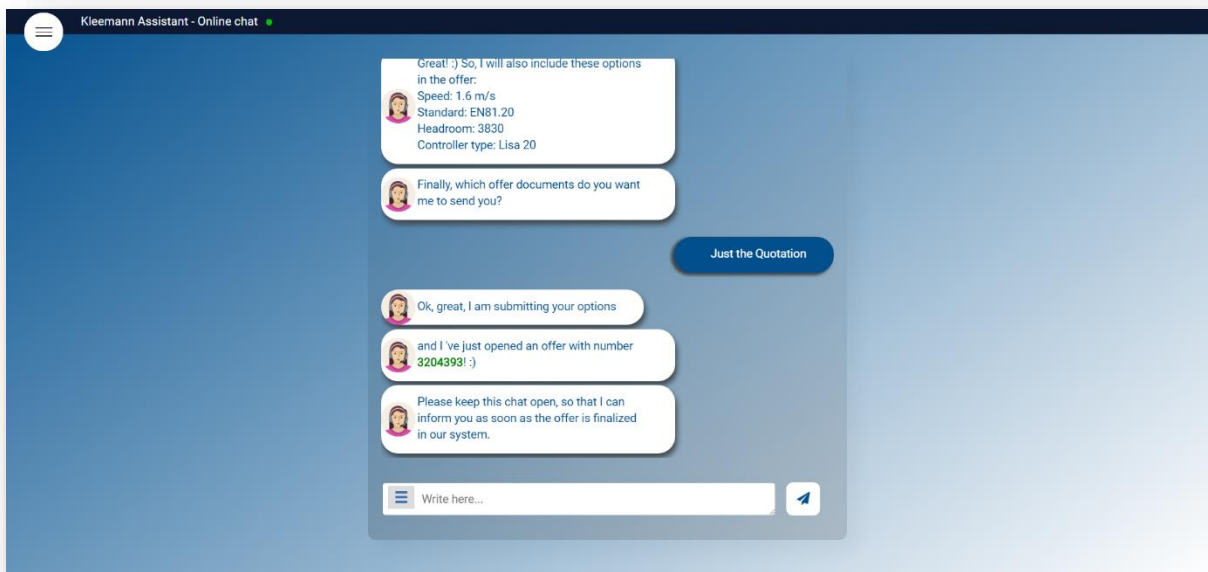 Kleemann Assistant - Online chat
Great! :) So, I will also include these options
in the offer:
Speed: 1.6 m/s
Standard: EN81.20
Headroom: 3830
Controller type: Lisa 20
Finally, which offer documents do you want
me to send you?
Just the Quotation
Ok, great, I am submitting your options
and I 've just opened an offer with number
3204393! :)
Please keep this chat open, so that I can
inform you as soon as the offer is finalized
in our system.
Write here...